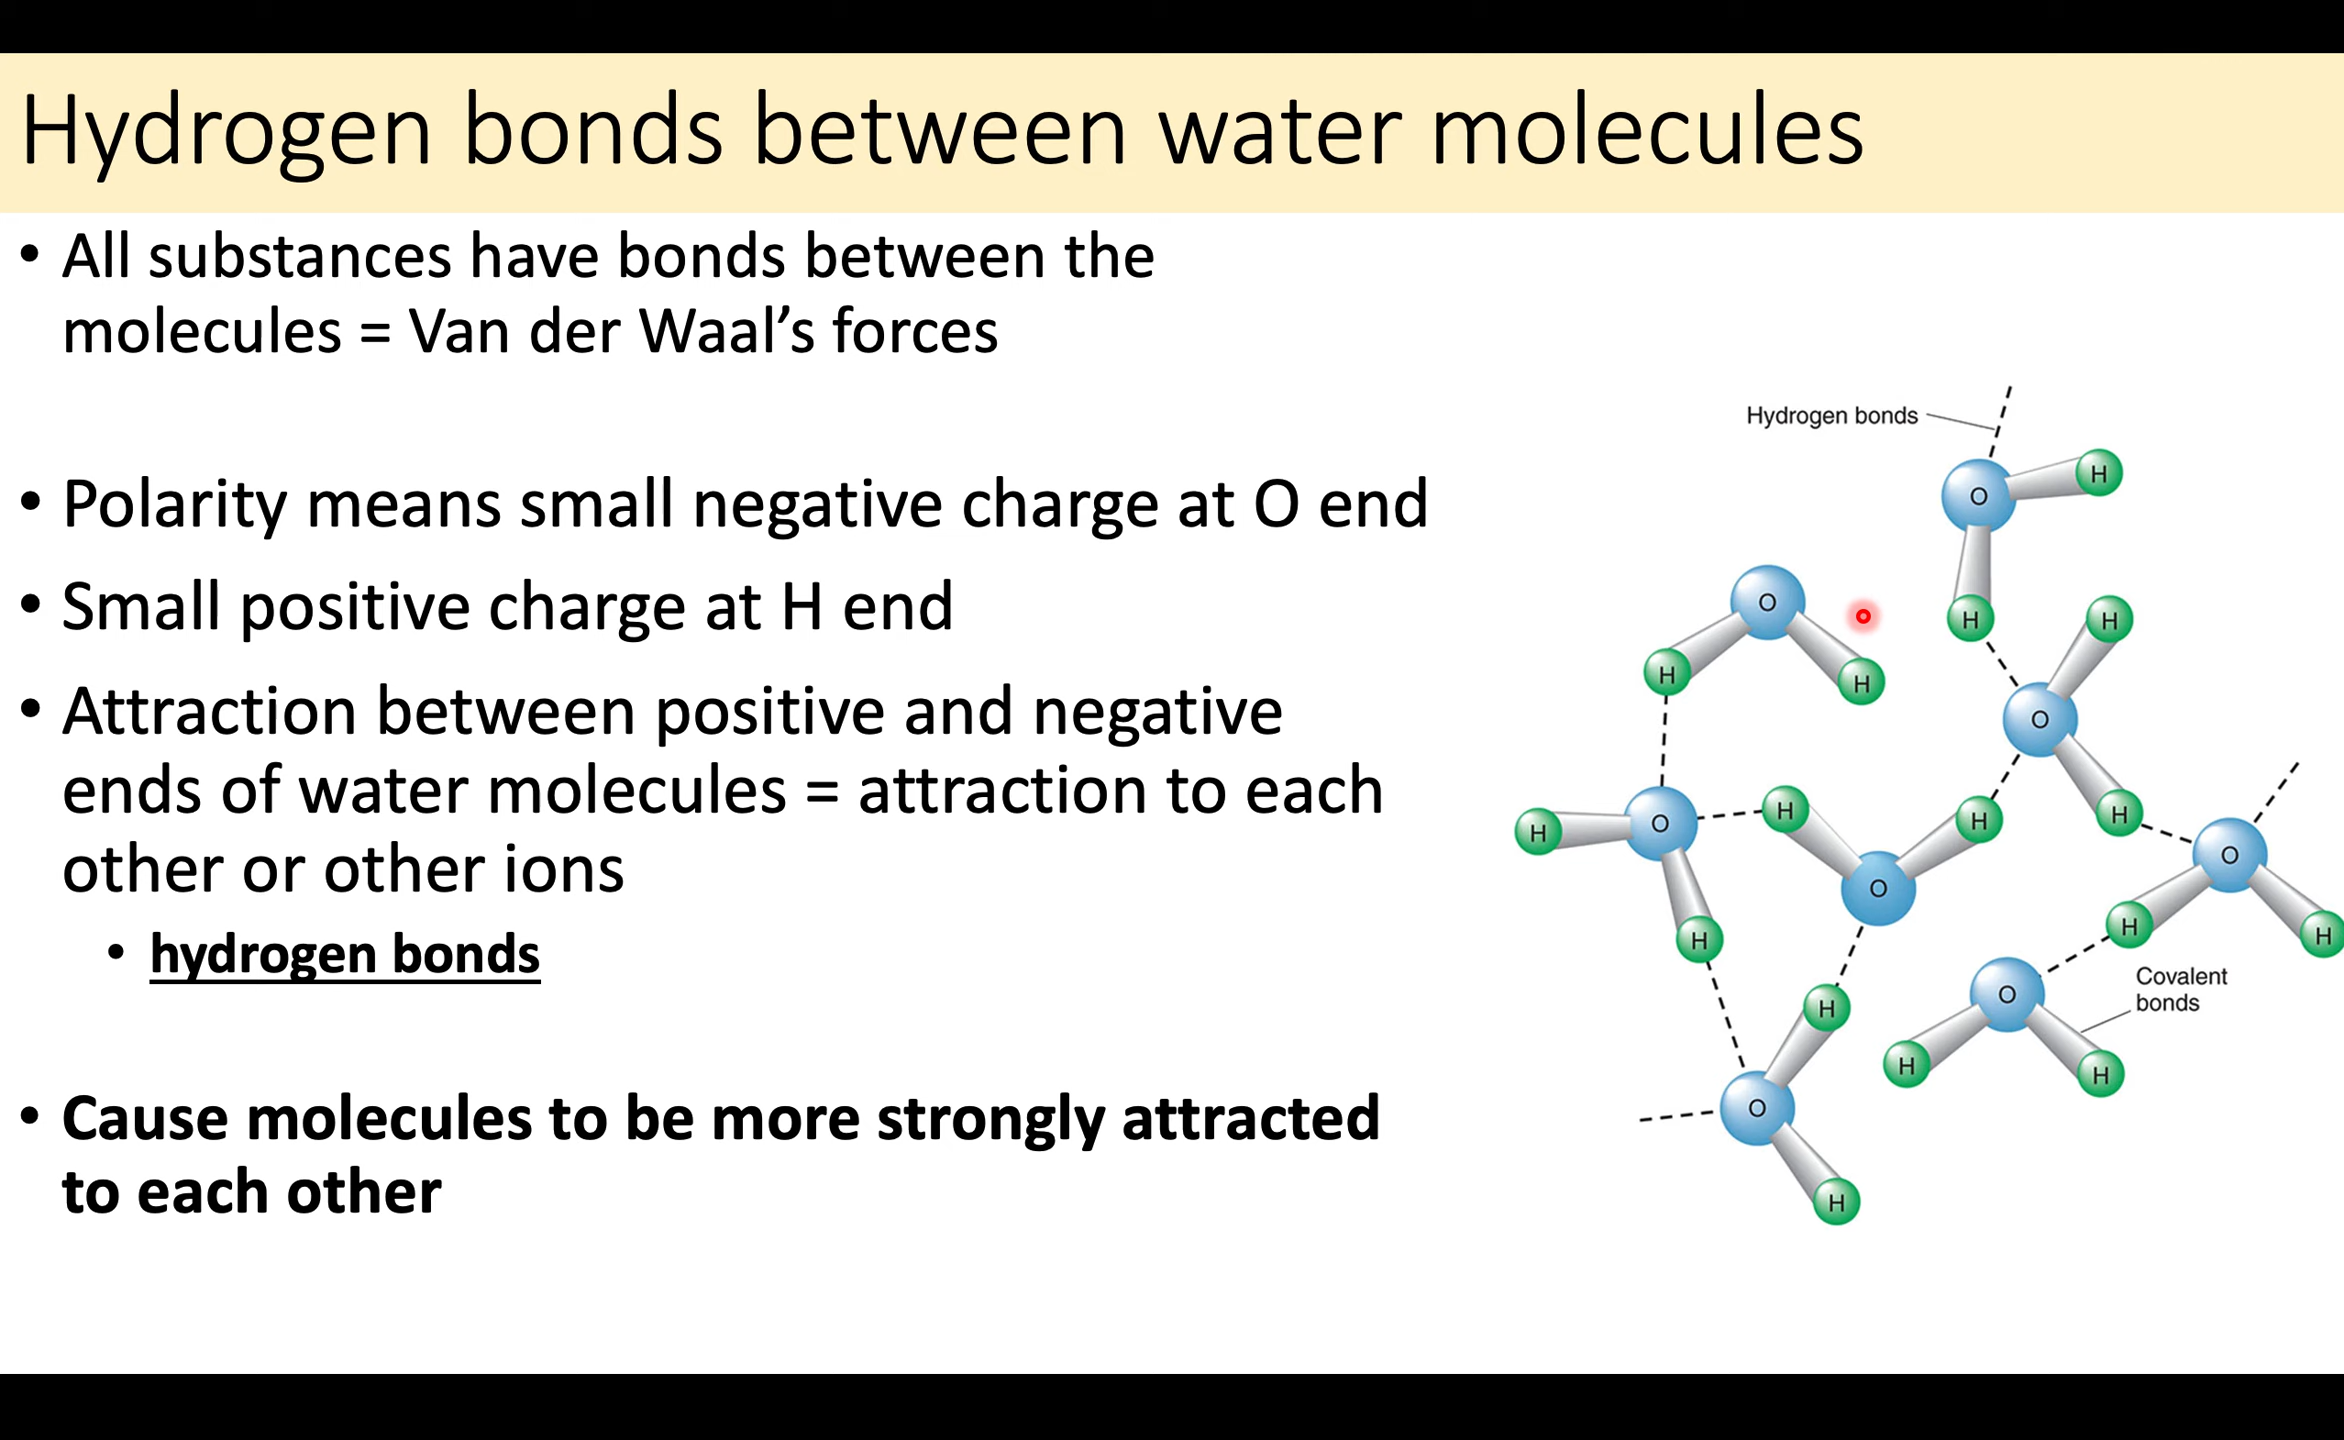 Hydrogen bonds between water molecules
• All substances have bonds between the
molecules = Van der Waal’s forces
• Polarity means small negative charge at O end
• Small positive charge at H end
• Attraction between positive and negative
ends of water molecules = attraction to each
other or other ions
• hydrogen bonds
• Cause molecules to be more strongly attracted
to each other
Hydrogen bonds
O
H
H
O
H
H
O
H
H
O
H
H
O
H
H
O
H
H
O
H
H
Covalent
bonds
O
H
H